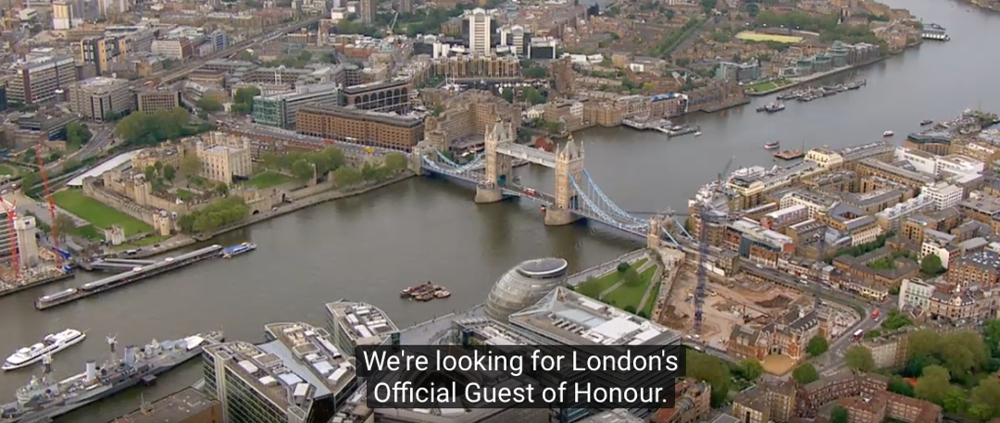 We're looking for London's
Official Guest of Honour.